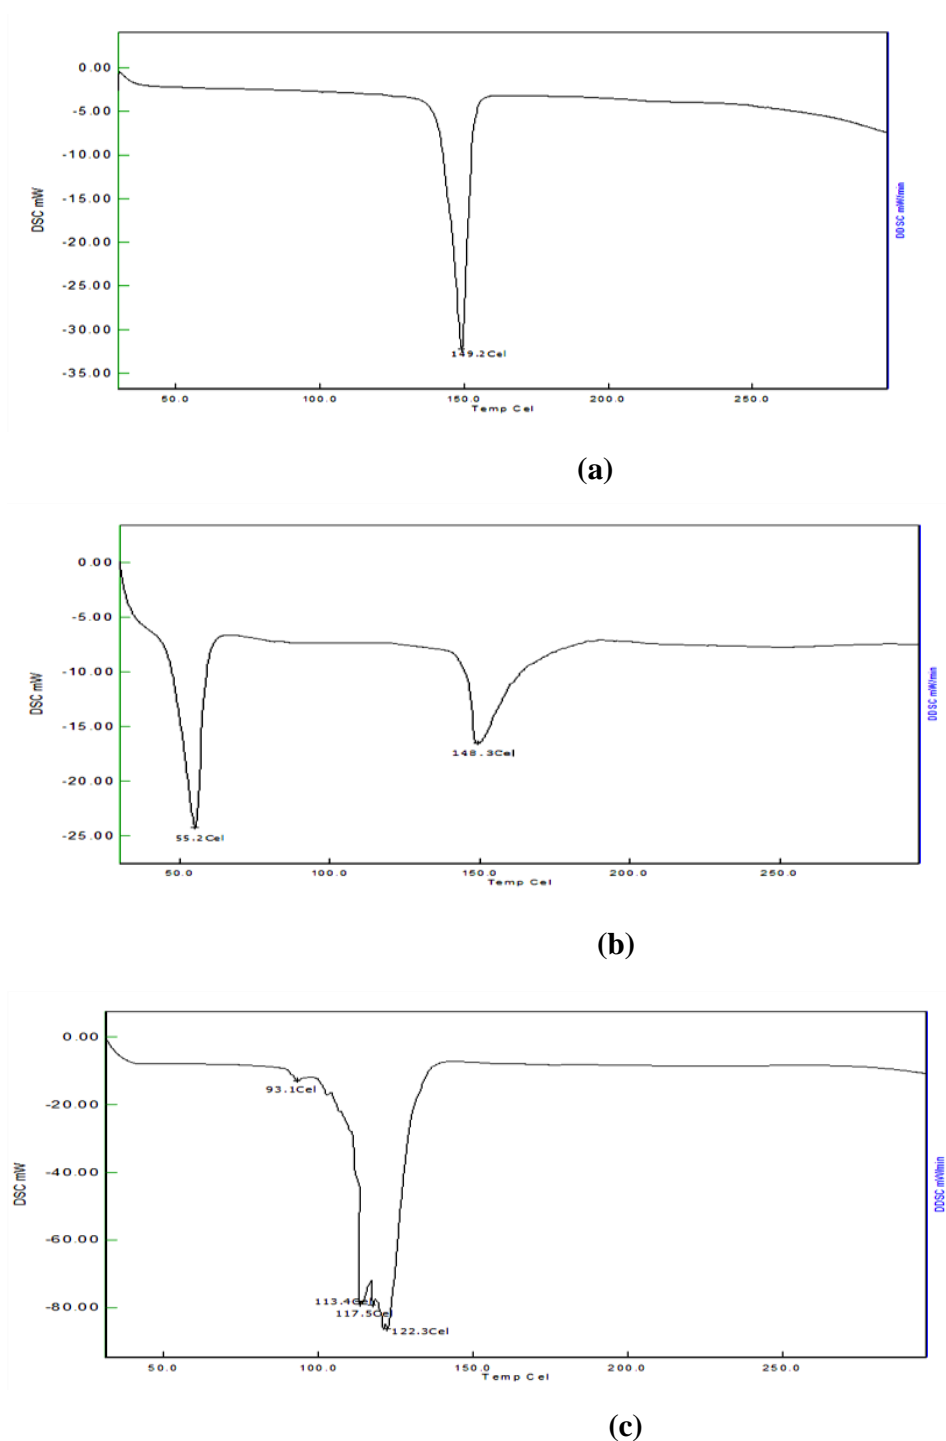 0.00
-5.00
-10.00
-15.00
-20.00
-25.00
-30.00
-35.00
DSC mW
DDSC mW/min
149.2Cel
50.0 100.0 150.0 200.0 250.0
Temp Cel
(a)
0.00
-5.00
-10.00
-15.00
-20.00
-25.00
DSC mW
DDSC mW/min
148.3Cel
55.2Cel
50.0 100.0 150.0 200.0 250.0
Temp Cel
(b)
0.00
-20.00
-40.00
-60.00
-80.00
DSC mW
DDSC mW/min
93.1Cel
113.4Cel
117.5Cel
122.3Cel
50.0 100.0 150.0 200.0 250.0
Temp Cel
(c)